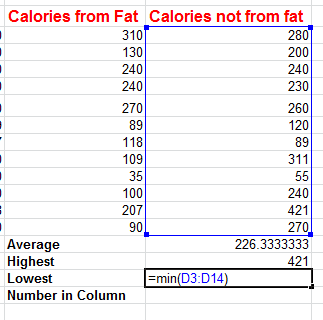 Calories from Fat Calories not from fat
310 280
130 200
240 240
240 230
270 260
89 120
118 89
109 311
35 55
100 240
207 421
90 270
Average 226.3333333
Highest 421
Lowest =min(D3:D14)
Number in Column